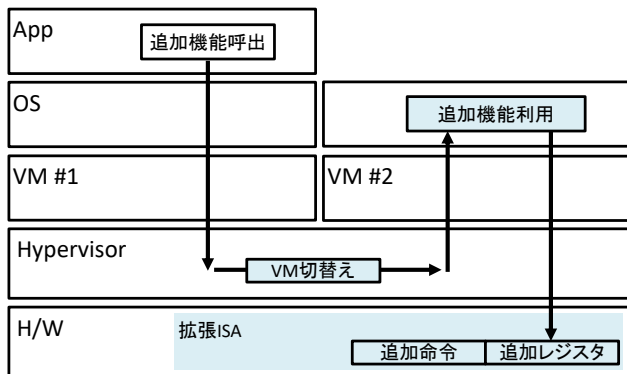 App
追加機能呼出
OS
追加機能利用
VM #1
VM #2
Hypervisor
VM切替え
H/W
拡張ISA
追加命令
追加レジスタ